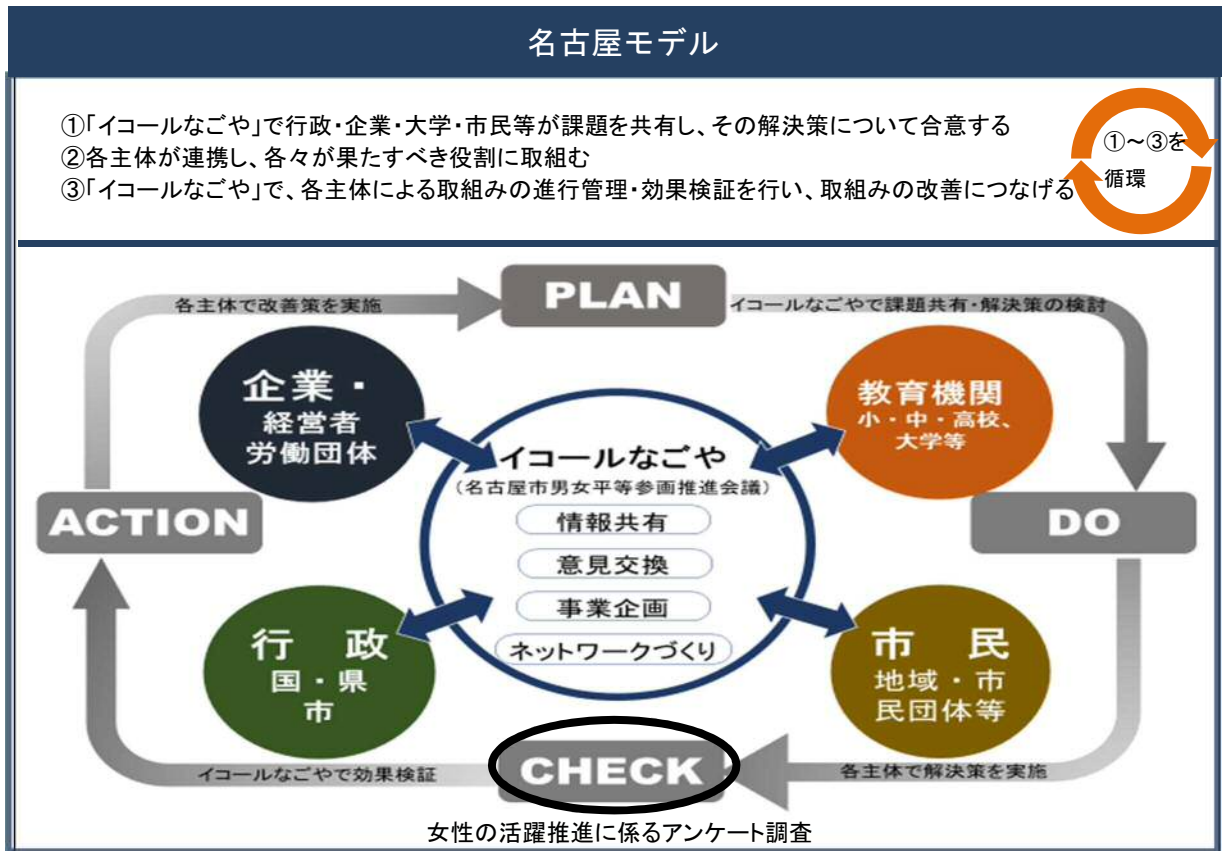 名古屋モデル
①「イコールなごや」で行政・企業・大学・市民等が課題を共有し、その解決策について合意する
②各主体が連携し、各々が果たすべき役割に取組む
③「イコールなごや」で、各主体による取組みの進行管理・効果検証を行い、取組みの改善につなげる
①～③を
循環
各主体で改善策を実施
PLAN
イコールなごやで課題共有・解決策の検討
企業・
経営者
労働団体
教育機関
小・中・高校、
大学等
イコールなごや
（名古屋市男女平等参画推進会議）
情報共有
意見交換
事業企画
ネットワークづくり
ACTION
DO
行 政
国・県
市
市 民
地域・市
民団体等
イコールなごやで効果検証
CHECK
各主体で解決策を実施
女性の活躍推進に係るアンケート調査